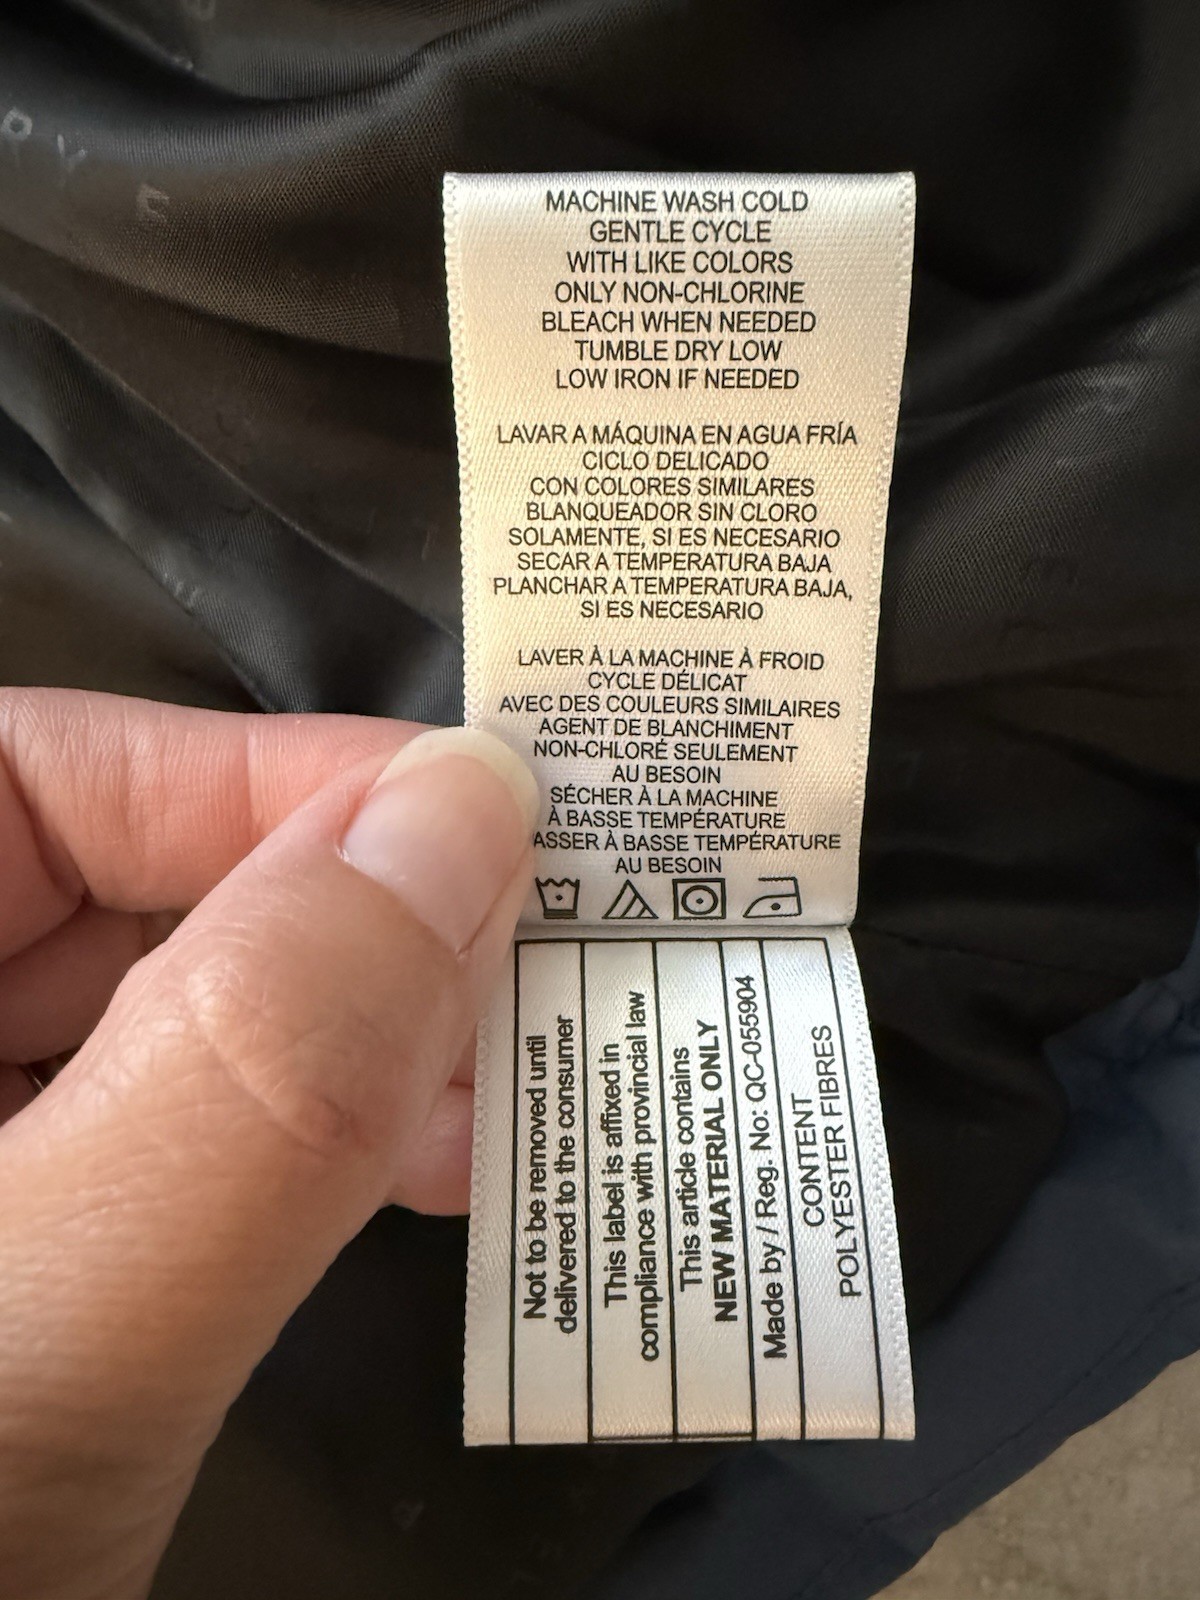 MACHINE WASH COLD
GENTLE CYCLE
WITH LIKE COLORS
ONLY NON-CHLORINE
BLEACH WHEN NEEDED
TUMBLE DRY LOW
LOW IRON IF NEEDED
LAVAR A MÁQUINA EN AGUA FRÍA
CICLO DELICADO
CON COLORES SIMILARES
BLANQUEADOR SIN CLORO
SOLAMENTE, SI ES NECESARIO
SECAR A TEMPERATURA BAJA
PLANCHAR A TEMPERATURA BAJA,
SI ES NECESARIO
LAVER À LA MACHINE À FROID
CYCLE DÉLICAT
AVEC DES COULEURS SIMILAIRES
AGENT DE BLANCHIMENT
NON-CHLORÉ SEULEMENT
AU BESOIN
SÉCHER À LA MACHINE
À BASSE TEMPÉRATURE
ASSER À BASSE TEMPÉRATURE
AU BESOIN
Not to be removed until
delivered to the consumer
This label is affixed in
compliance with provincial law
This article contains
NEW MATERIAL ONLY
Made by / Reg. No: QC-055904
CONTENT
POLYESTER FIBRES